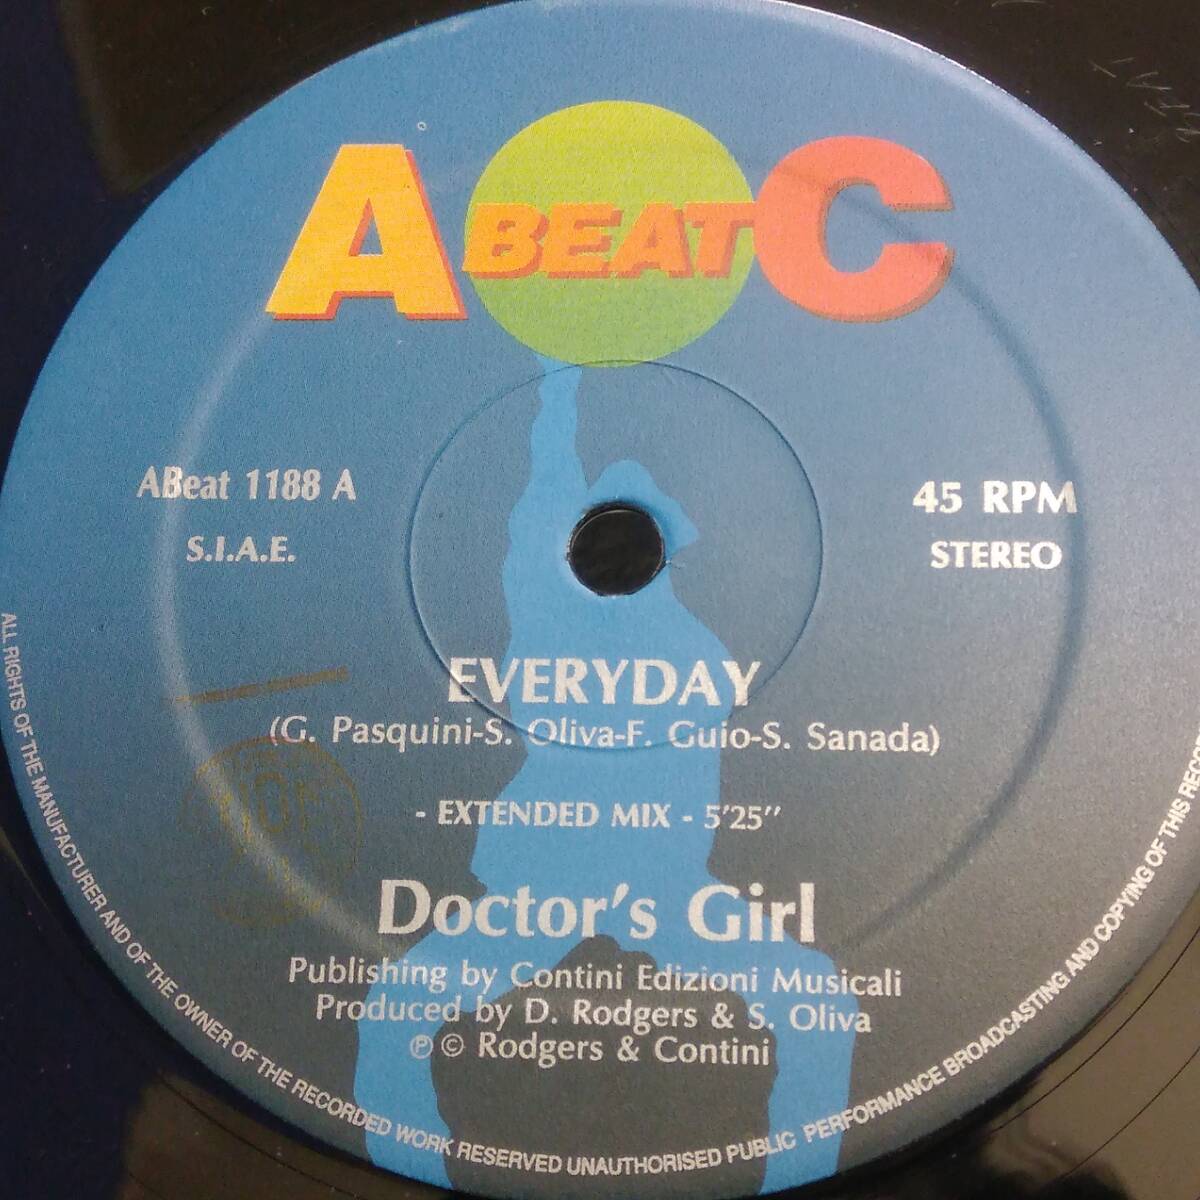 A BEAT C
ABeat 1188 A
S.I.A.E.
45 RPM
STEREO
EVERYDAY
(G. Pasquini-S. Oliva-F. Guio-S. Sanada)
- EXTENDED MIX - 5'25"
Doctor's Girl
Publishing by Contini Edizioni Musicali
Produced by D. Rodgers & S. Oliva
℗ © Rodgers & Contini
ALL RIGHTS OF THE MANUFACTURER AND OF THE OWNER OF THE RECORDED WORK RESERVED UNAUTHORISED PUBLIC PERFORMANCE BROADCASTING AND COPYING OF THIS